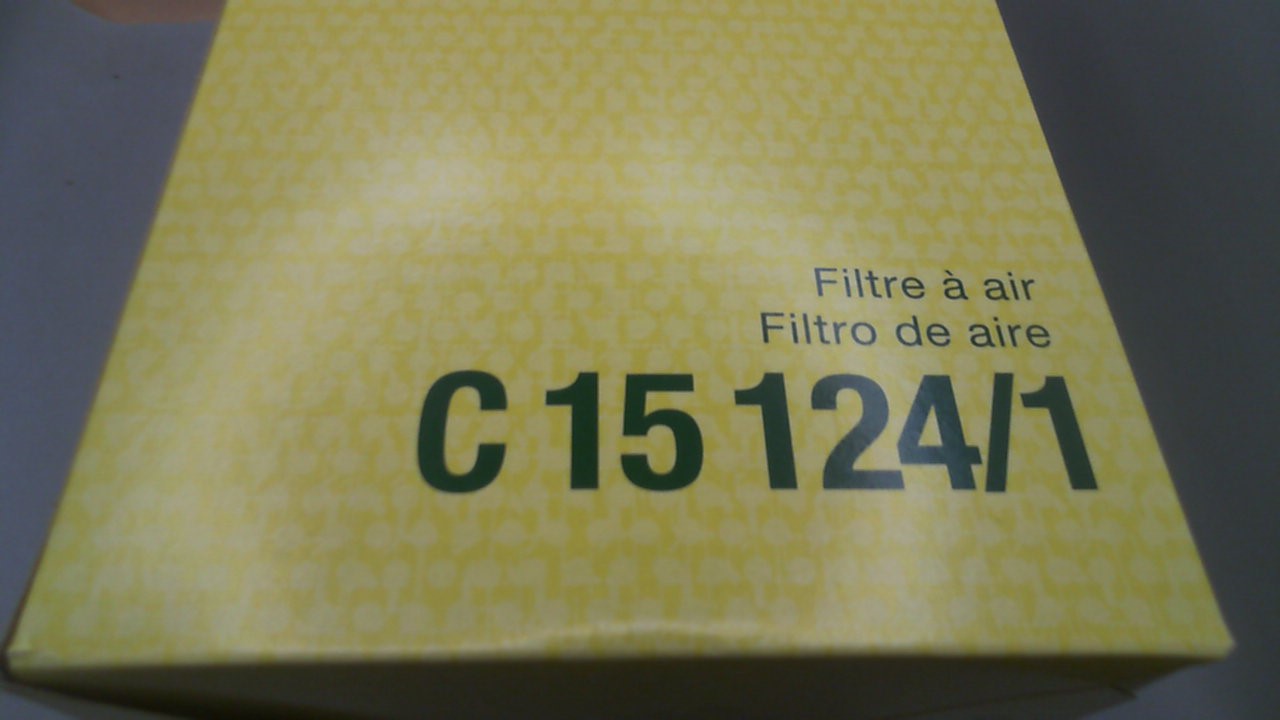 Filtre à air
Filtro de aire
C 15 124/1